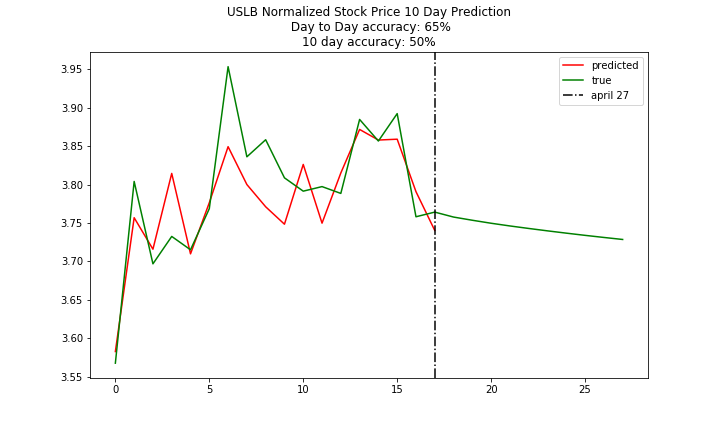 USLB Normalized Stock Price 10 Day Prediction
Day to Day accuracy: 65%
10 day accuracy: 50%
predicted
true
april 27
3.95
3.90
3.85
3.80
3.75
3.70
3.65
3.60
3.55
0 5 10 15 20 25